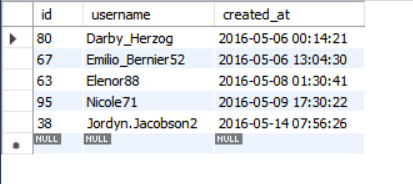 id username created_at
80 Darby_Herzog 2016-05-06 00:14:21
67 Emilio_Bernier52 2016-05-06 13:04:30
63 Elenor88 2016-05-08 01:30:41
95 Nicole71 2016-05-09 17:30:22
38 Jordyn.Jacobson2 2016-05-14 07:56:26
NULL NULL NULL